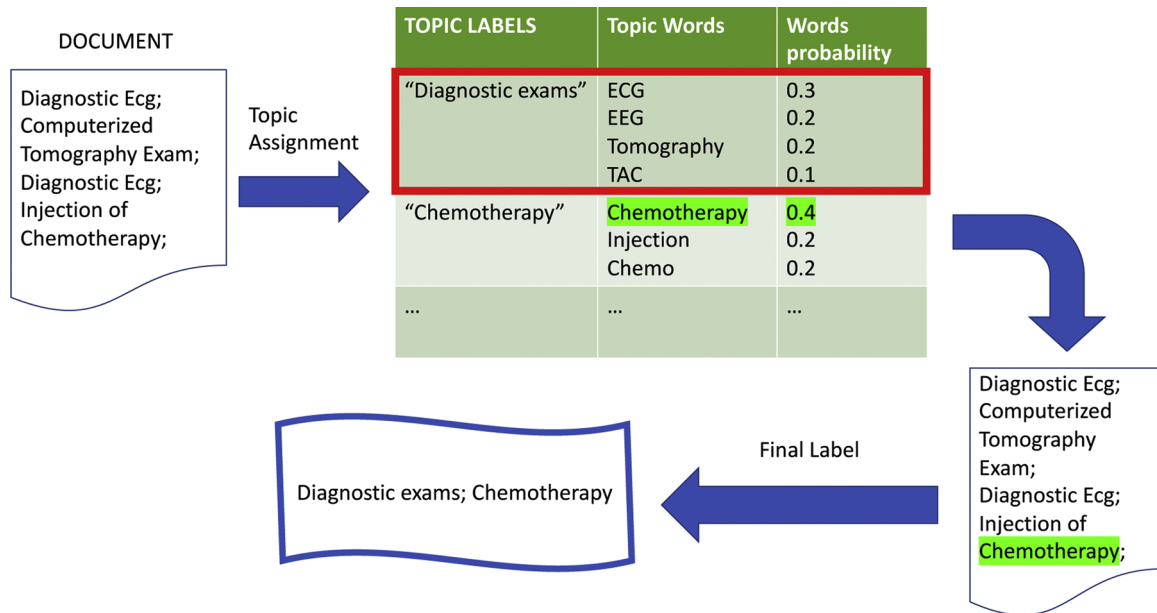 DOCUMENT
Diagnostic Ecg;
Computerized
Tomography Exam;
Diagnostic Ecg;
Injection of
Chemotherapy;
Topic
Assignment
TOPIC LABELS Topic Words Words
probability
“Diagnostic exams” ECG 0.3
EEG 0.2
Tomography 0.2
TAC 0.1
“Chemotherapy” Chemotherapy 0.4
Injection 0.2
Chemo 0.2
... ... ...
Diagnostic Ecg;
Computerized
Tomography
Exam;
Diagnostic Ecg;
Injection of
Chemotherapy;
Final Label
Diagnostic exams; Chemotherapy